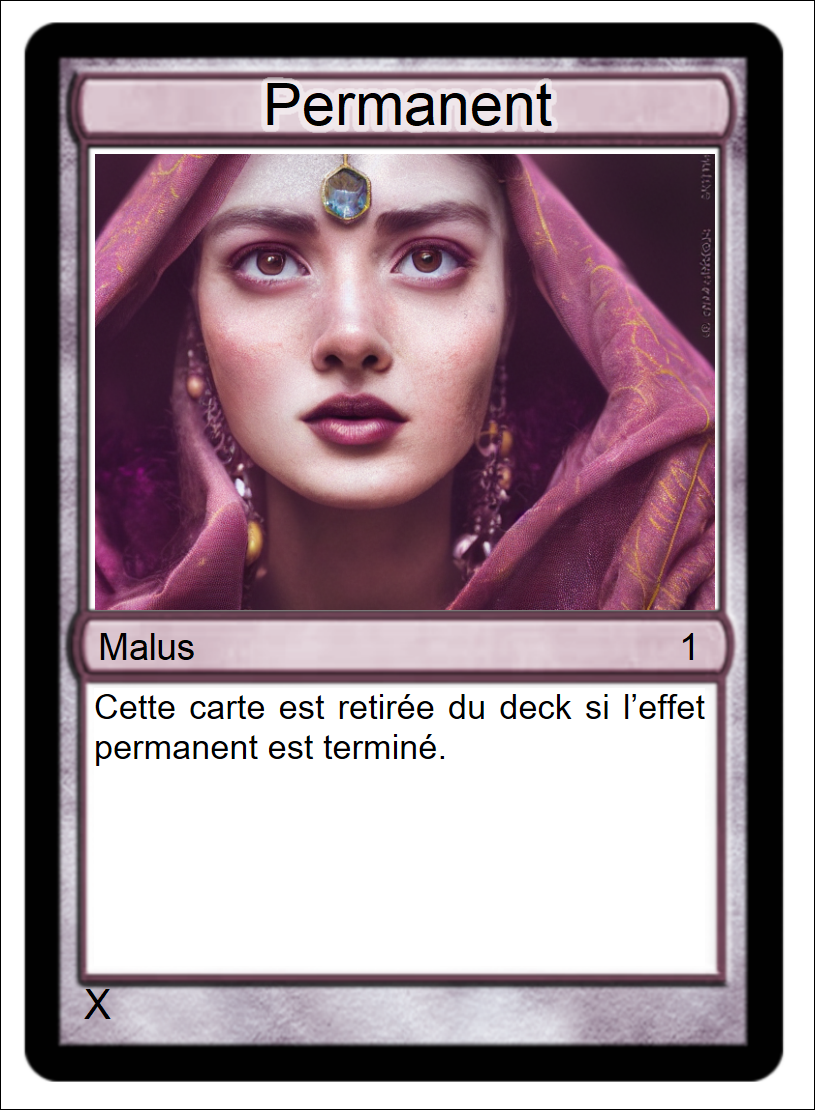 Permanent
Malus 1
Cette carte est retirée du deck si l’effet
permanent est terminé.
X